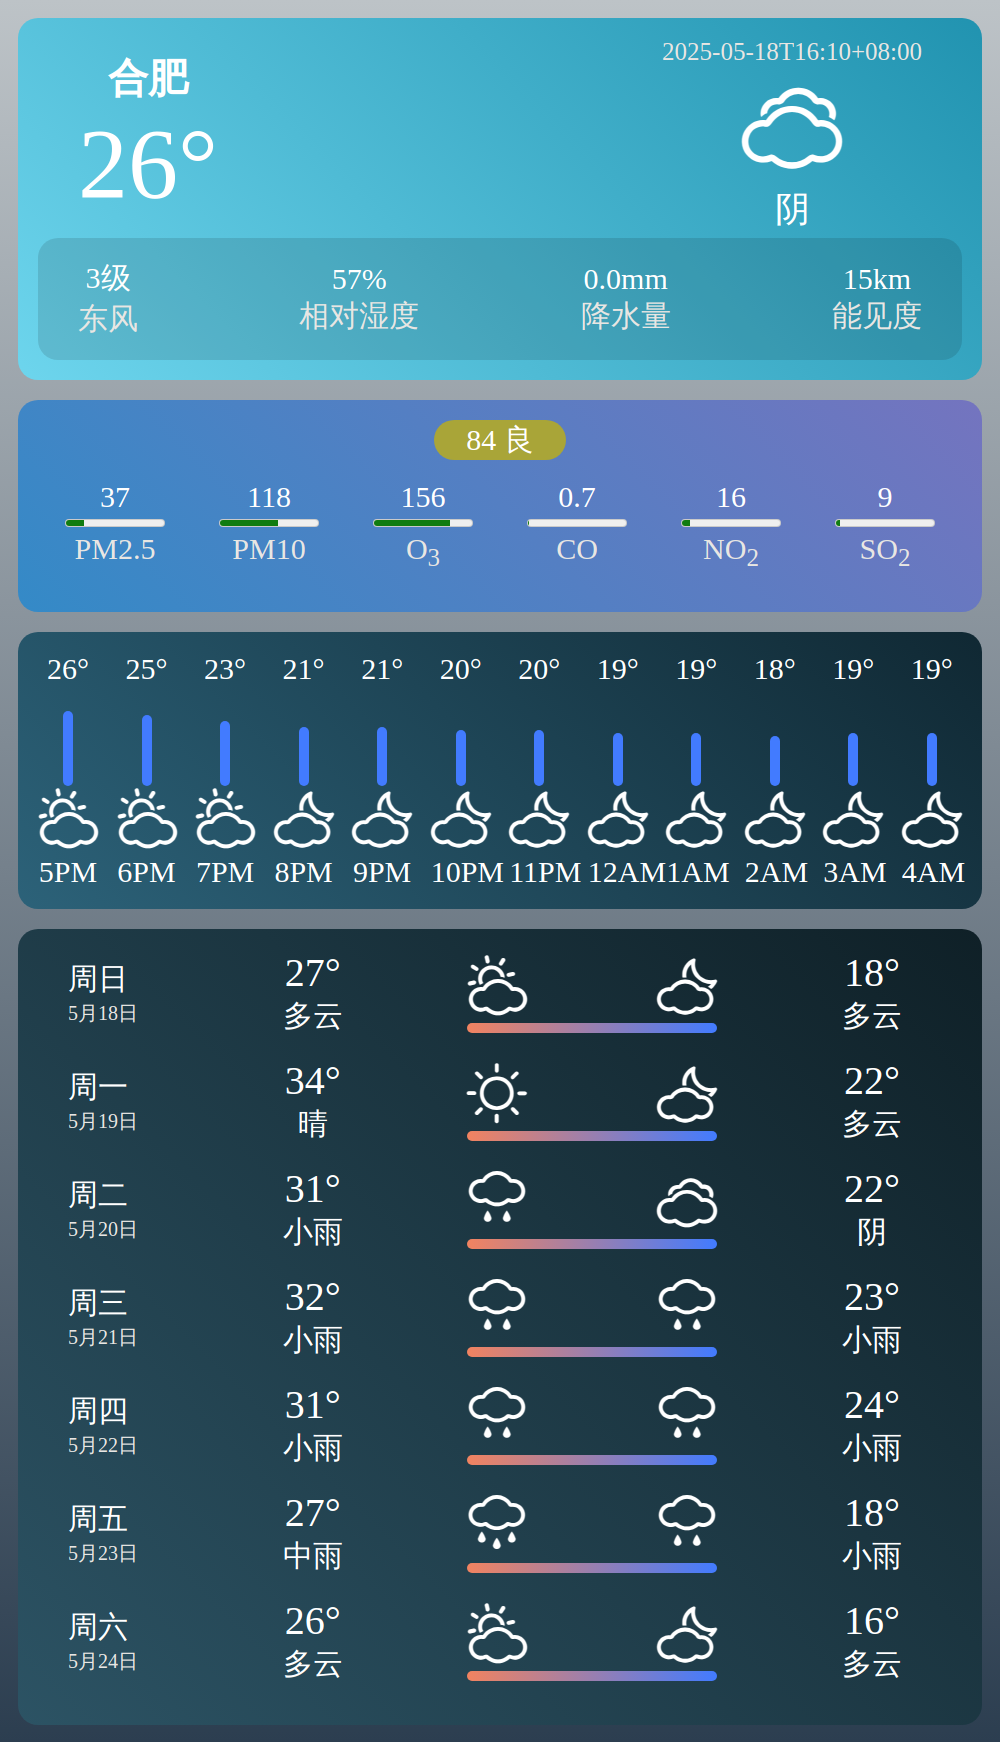 合肥
26°
2025-05-18T16:10+08:00
阴
3级 57% 0.0mm 15km
东风 相对湿度 降水量 能见度
84 良
37 118 156 0.7 16 9
PM2.5 PM10 O3 CO NO2 SO2
26° 25° 23° 21° 21° 20° 20° 19° 19° 18° 19° 19°
5PM 6PM 7PM 8PM 9PM 10PM 11PM 12AM 1AM 2AM 3AM 4AM
周日 27° 18°
5月18日 多云 多云
周一 34° 22°
5月19日 晴 多云
周二 31° 22°
5月20日 小雨 阴
周三 32° 23°
5月21日 小雨 小雨
周四 31° 24°
5月22日 小雨 小雨
周五 27° 18°
5月23日 中雨 小雨
周六 26° 16°
5月24日 多云 多云